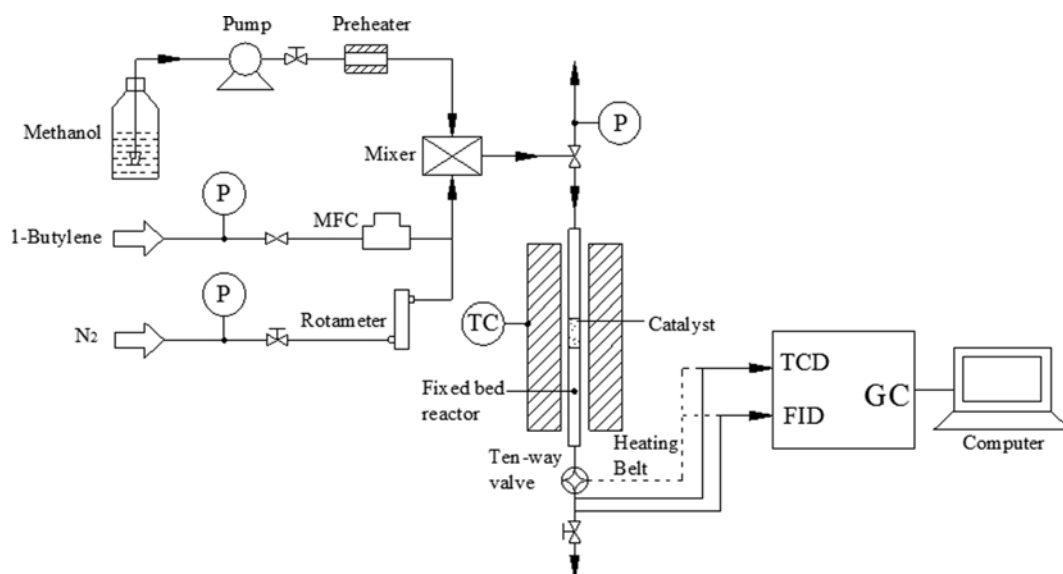 Pump
Preheater
Methanol
Mixer
P
P
1-Butylene
MFC
P
N2
Rotameter
TC
Catalyst
Fixed bed
reactor
TCD
GC
FID
Computer
Heating
Belt
Ten-way
valve